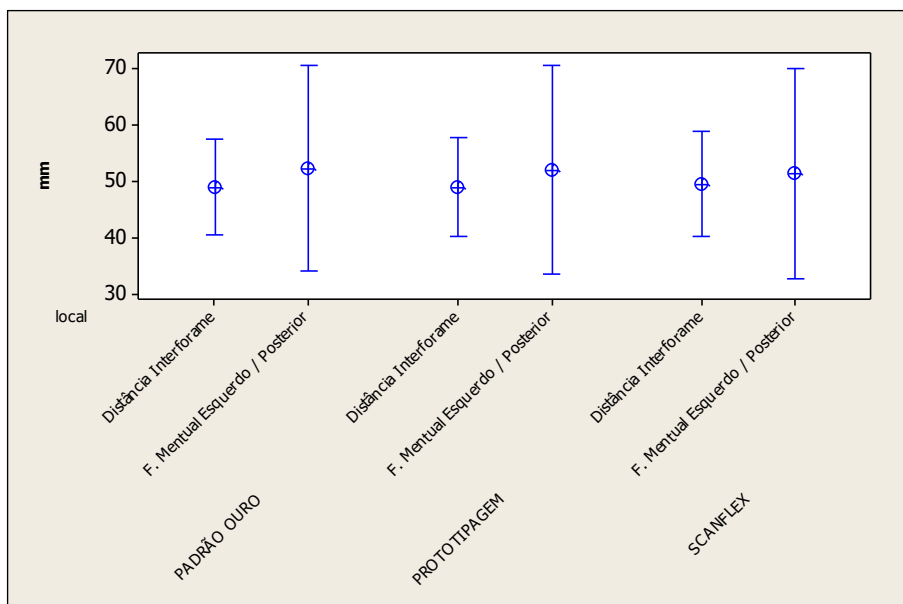 70
60
50
40
30
mm
local
Distância Interforame
F. Mentual Esquerdo / Posterior
Distância Interforame
F. Mentual Esquerdo / Posterior
Distância Interforame
F. Mentual Esquerdo / Posterior
PADRÃO OURO
PROTOTIPAGEM
SCANFLEX